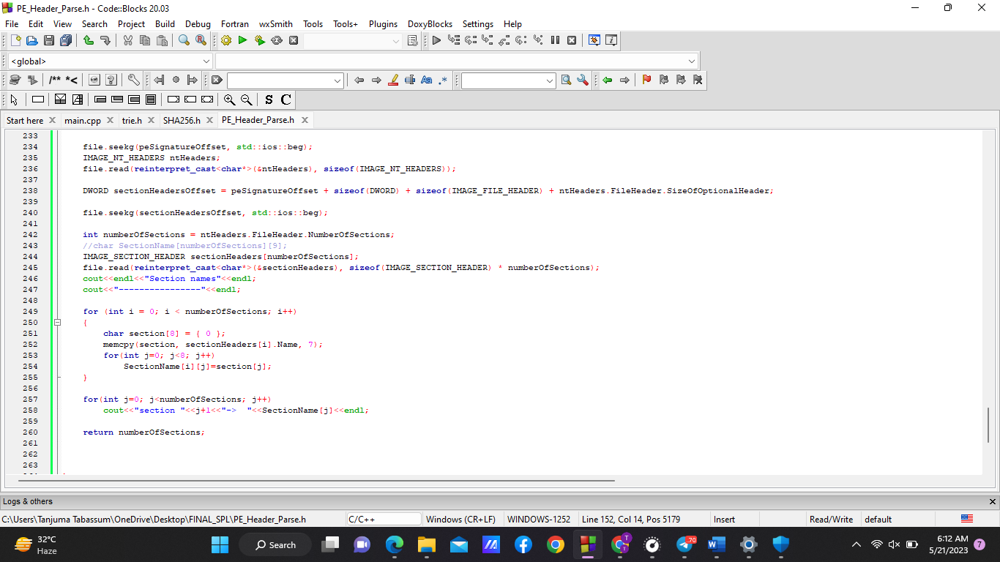 PE_Header_Parse.h - Code::Blocks 20.03
File Edit View Search Project Build Debug Fortran wxSmith Tools Tools+ Plugins DoxyBlocks Settings Help
<global>
/** *<
Aa .*
S C
Start here main.cpp trie.h SHA256.h PE_Header_Parse.h
233
234 file.seekg(peSignatureOffset, std::ios::beg);
235 IMAGE_NT_HEADERS ntHeaders;
236 file.read(reinterpret_cast<char*>(&ntHeaders), sizeof(IMAGE_NT_HEADERS));
237
238 DWORD sectionHeadersOffset = peSignatureOffset + sizeof(DWORD) + sizeof(IMAGE_FILE_HEADER) + ntHeaders.FileHeader.SizeOfOptionalHeader;
239
240 file.seekg(sectionHeadersOffset, std::ios::beg);
241
242 int numberOfSections = ntHeaders.FileHeader.NumberOfSections;
243 //char SectionName[numberOfSections][9];
244 IMAGE_SECTION_HEADER sectionHeaders[numberOfSections];
245 file.read(reinterpret_cast<char*>(&sectionHeaders), sizeof(IMAGE_SECTION_HEADER) * numberOfSections);
246 cout<<endl<<"Section names"<<endl;
247 cout<<"----------------"<<endl;
248
249 for (int i = 0; i < numberOfSections; i++)
250 {
251 char section[8] = { 0 };
252 memcpy(section, sectionHeaders[i].Name, 7);
253 for(int j=0; j<8; j++)
254 SectionName[i][j]=section[j];
255 }
256
257 for(int j=0; j<numberOfSections; j++)
258 cout<<"section "<<j+1<<"->  "<<SectionName[j]<<endl;
259
260 return numberOfSections;
261
262
263
Logs & others
C:\Users\Tanjuma Tabassum\OneDrive\Desktop\FINAL_SPL\PE_Header_Parse.h C/C++ Windows (CR+LF) WINDOWS-1252 Line 152, Col 14, Pos 5179 Insert Read/Write default
32°C
Haze
Search
.70
6:12 AM
5/21/2023
7